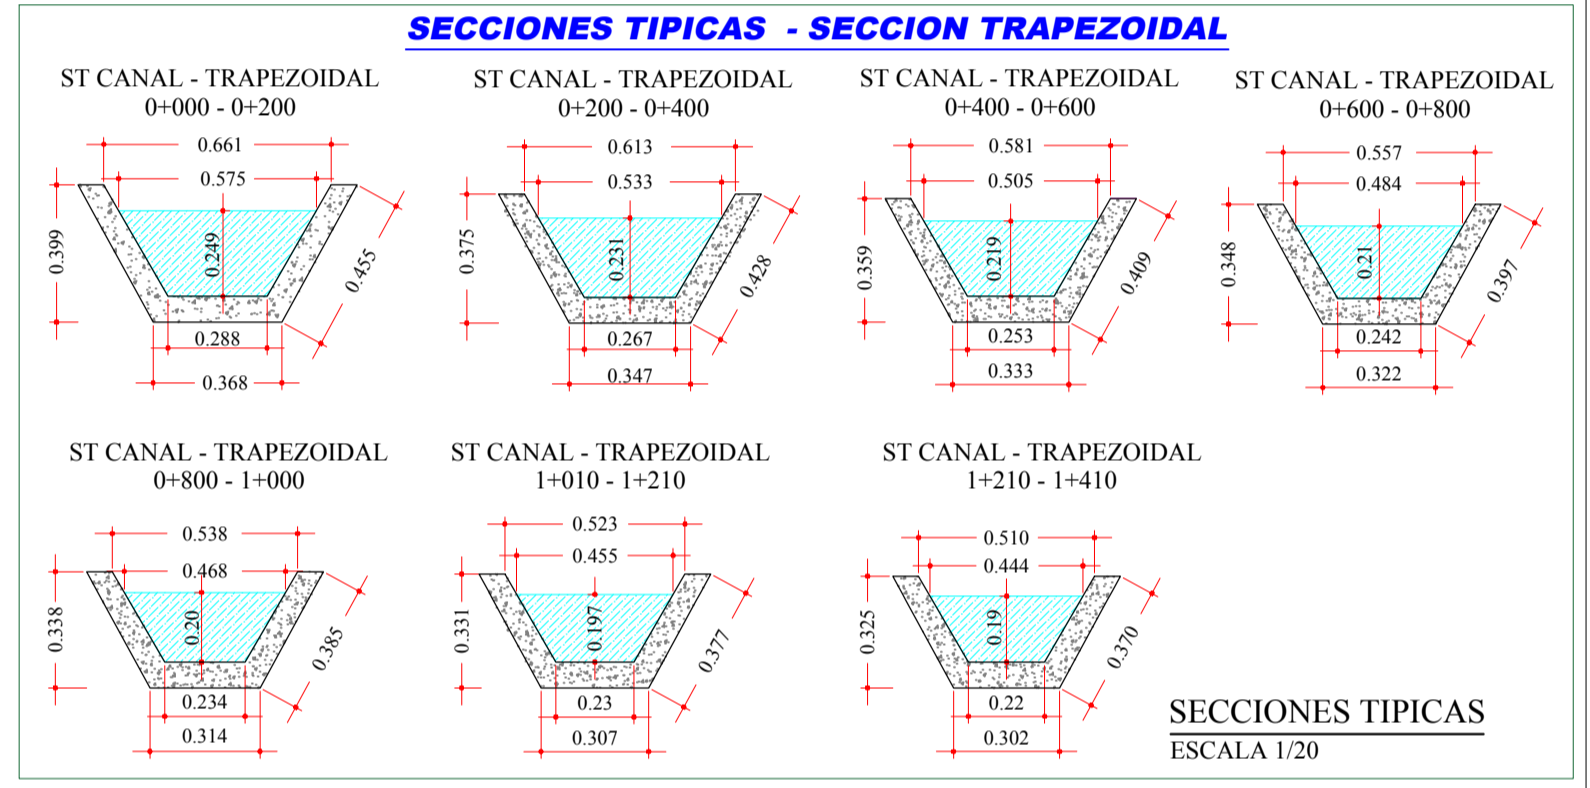 SECCIONES TIPICAS - SECCION TRAPEZOIDAL
ST CANAL - TRAPEZOIDAL
0+000 - 0+200
0.661
0.575
0.399
0.249
0.455
0.288
0.368
ST CANAL - TRAPEZOIDAL
0+200 - 0+400
0.613
0.533
0.375
0.231
0.428
0.267
0.347
ST CANAL - TRAPEZOIDAL
0+400 - 0+600
0.581
0.505
0.359
0.219
0.409
0.253
0.333
ST CANAL - TRAPEZOIDAL
0+600 - 0+800
0.557
0.484
0.348
0.21
0.397
0.242
0.322
ST CANAL - TRAPEZOIDAL
0+800 - 1+000
0.538
0.468
0.338
0.20
0.385
0.234
0.314
ST CANAL - TRAPEZOIDAL
1+010 - 1+210
0.523
0.455
0.331
0.197
0.377
0.23
0.307
ST CANAL - TRAPEZOIDAL
1+210 - 1+410
0.510
0.444
0.325
0.19
0.370
0.22
0.302
SECCIONES TIPICAS
ESCALA 1/20